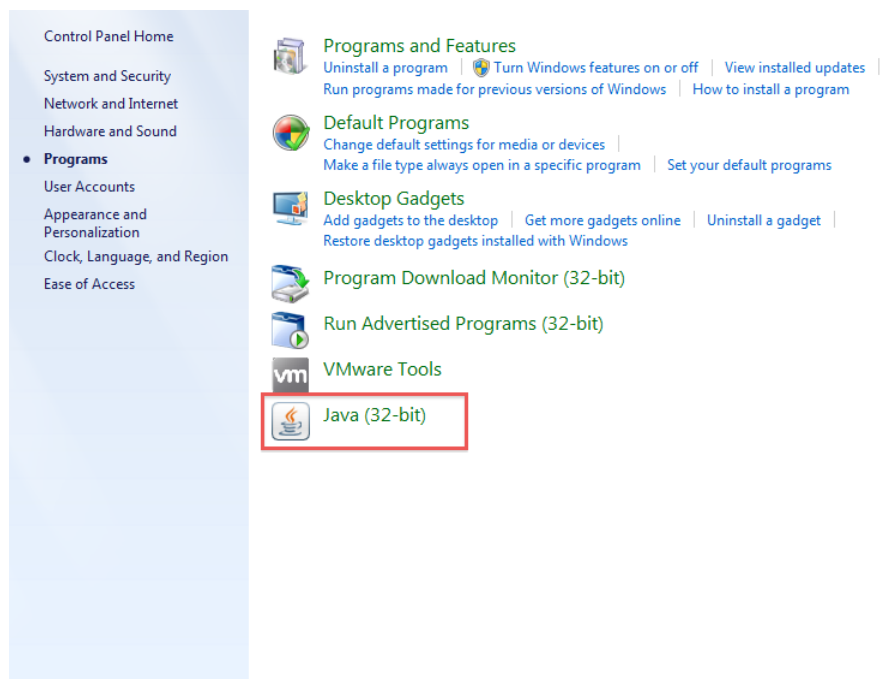 Control Panel Home
System and Security
Network and Internet
Hardware and Sound
Programs
User Accounts
Appearance and
Personalization
Clock, Language, and Region
Ease of Access
Programs and Features
Uninstall a program
Turn Windows features on or off
View installed updates
Run programs made for previous versions of Windows
How to install a program
Default Programs
Change default settings for media or devices
Make a file type always open in a specific program
Set your default programs
Desktop Gadgets
Add gadgets to the desktop
Get more gadgets online
Uninstall a gadget
Restore desktop gadgets installed with Windows
Program Download Monitor (32-bit)
Run Advertised Programs (32-bit)
vm
VMware Tools
Java (32-bit)